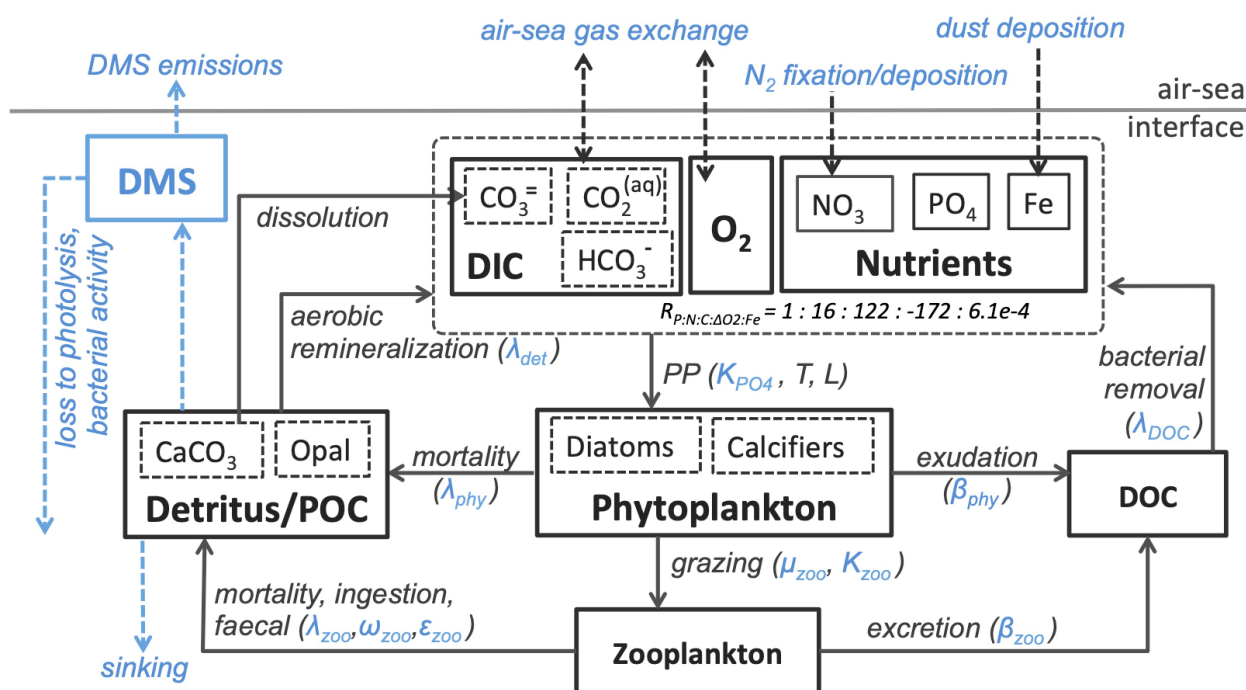 air-sea gas exchange
dust deposition
DMS emissions
N2 fixation/deposition
air-sea
interface
DMS
CO3=
CO2(aq)
HCO3-
DIC
O2
NO3
PO4
Fe
Nutrients
dissolution
RP:N:C:ΔO2:Fe = 1 : 16 : 122 : -172 : 6.1e-4
loss to photolysis,
bacterial activity
aerobic
remineralization (λdet)
PP (KPO4 , T, L)
bacterial
removal
(λDOC)
CaCO3
Opal
Detritus/POC
mortality
(λphy)
Diatoms
Calcifiers
Phytoplankton
exudation
(βphy)
DOC
grazing (μzoo, Kzoo)
mortality, ingestion,
faecal (λzoo,ωzoo,εzoo)
Zooplankton
excretion (βzoo)
sinking